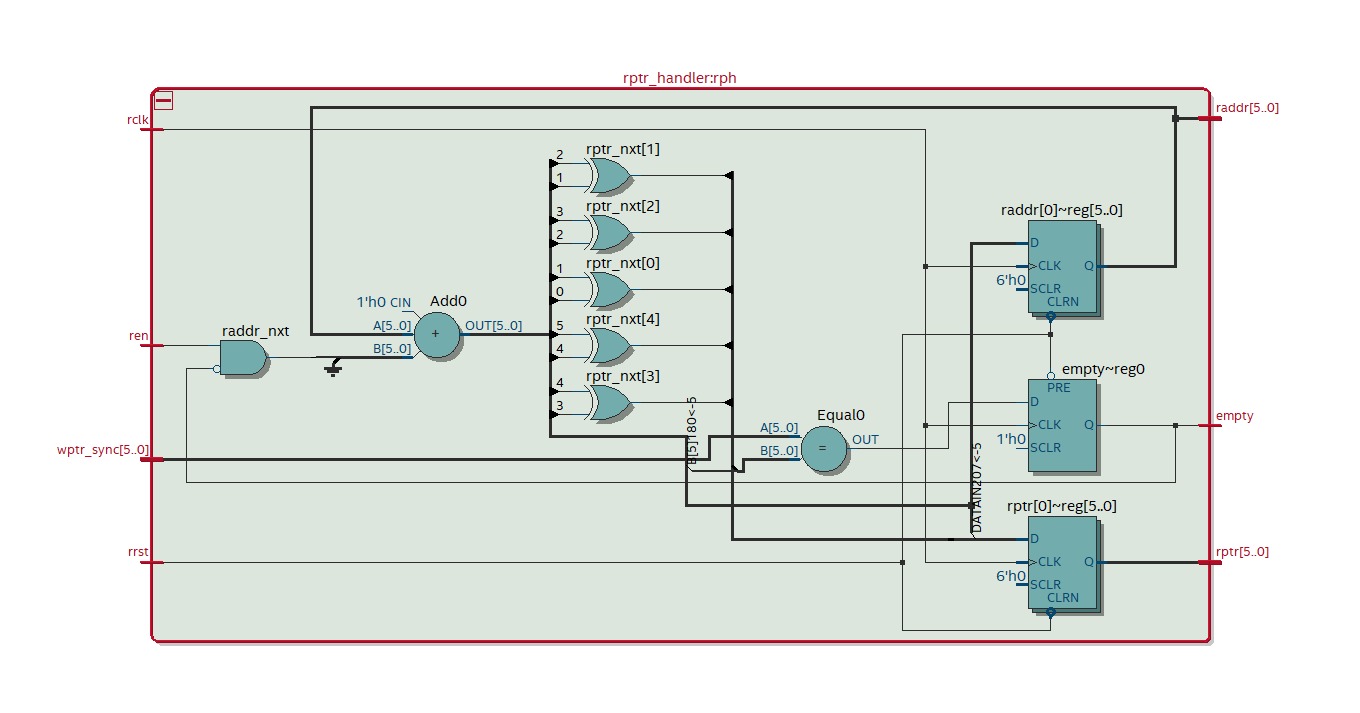 rptr_handler:rph
rclk
raddr[5..0]
2
rptr_nxt[1]
1
3
rptr_nxt[2]
2
raddr[0]~reg[5..0]
D
1
rptr_nxt[0]
CLK
Q
0
6'h0
SCLR
CLRN
1'h0 CIN
Add0
A[5..0]
+
OUT[5..0]
B[5..0]
5
rptr_nxt[4]
4
ren
raddr_nxt
4
rptr_nxt[3]
3
empty~reg0
PRE
D
CLK
Q
1'h0
SCLR
empty
B[5]180<-5
Equal0
A[5..0]
B[5..0]
=
OUT
wptr_sync[5..0]
DATAIN207<-5
rptr[0]~reg[5..0]
D
CLK
Q
6'h0
SCLR
CLRN
rrst
rptr[5..0]